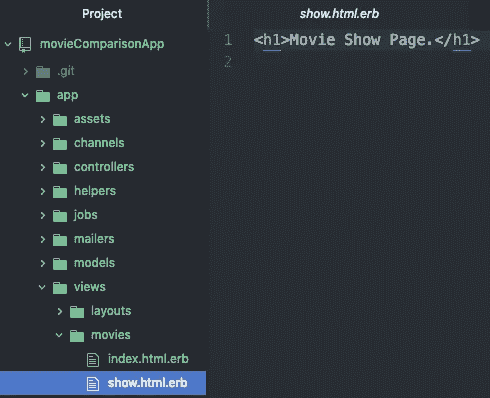 Project
movieComparisonApp
.git
app
assets
channels
controllers
helpers
jobs
mailers
models
views
layouts
movies
index.html.erb
show.html.erb
show.html.erb
1 <h1>Movie Show Page.</h1>
2